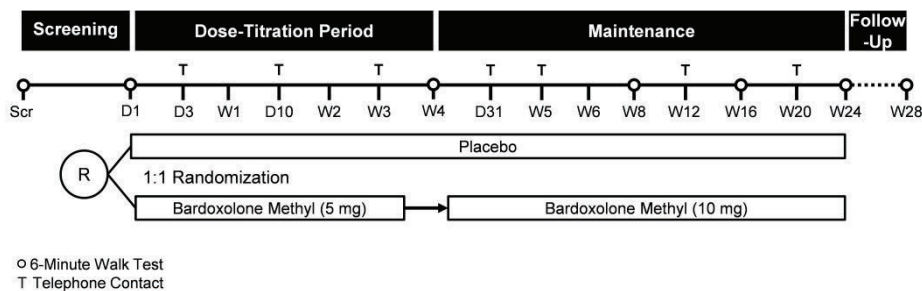 Screening Dose-Titration Period Maintenance Follow
-Up
T T T T T T T
Scr D1 D3 W1 D10 W2 W3 W4 D31 W5 W6 W8 W12 W16 W20 W24 W28
Placebo
R 1:1 Randomization
Bardoxolone Methyl (5 mg) Bardoxolone Methyl (10 mg)
6-Minute Walk Test
T Telephone Contact